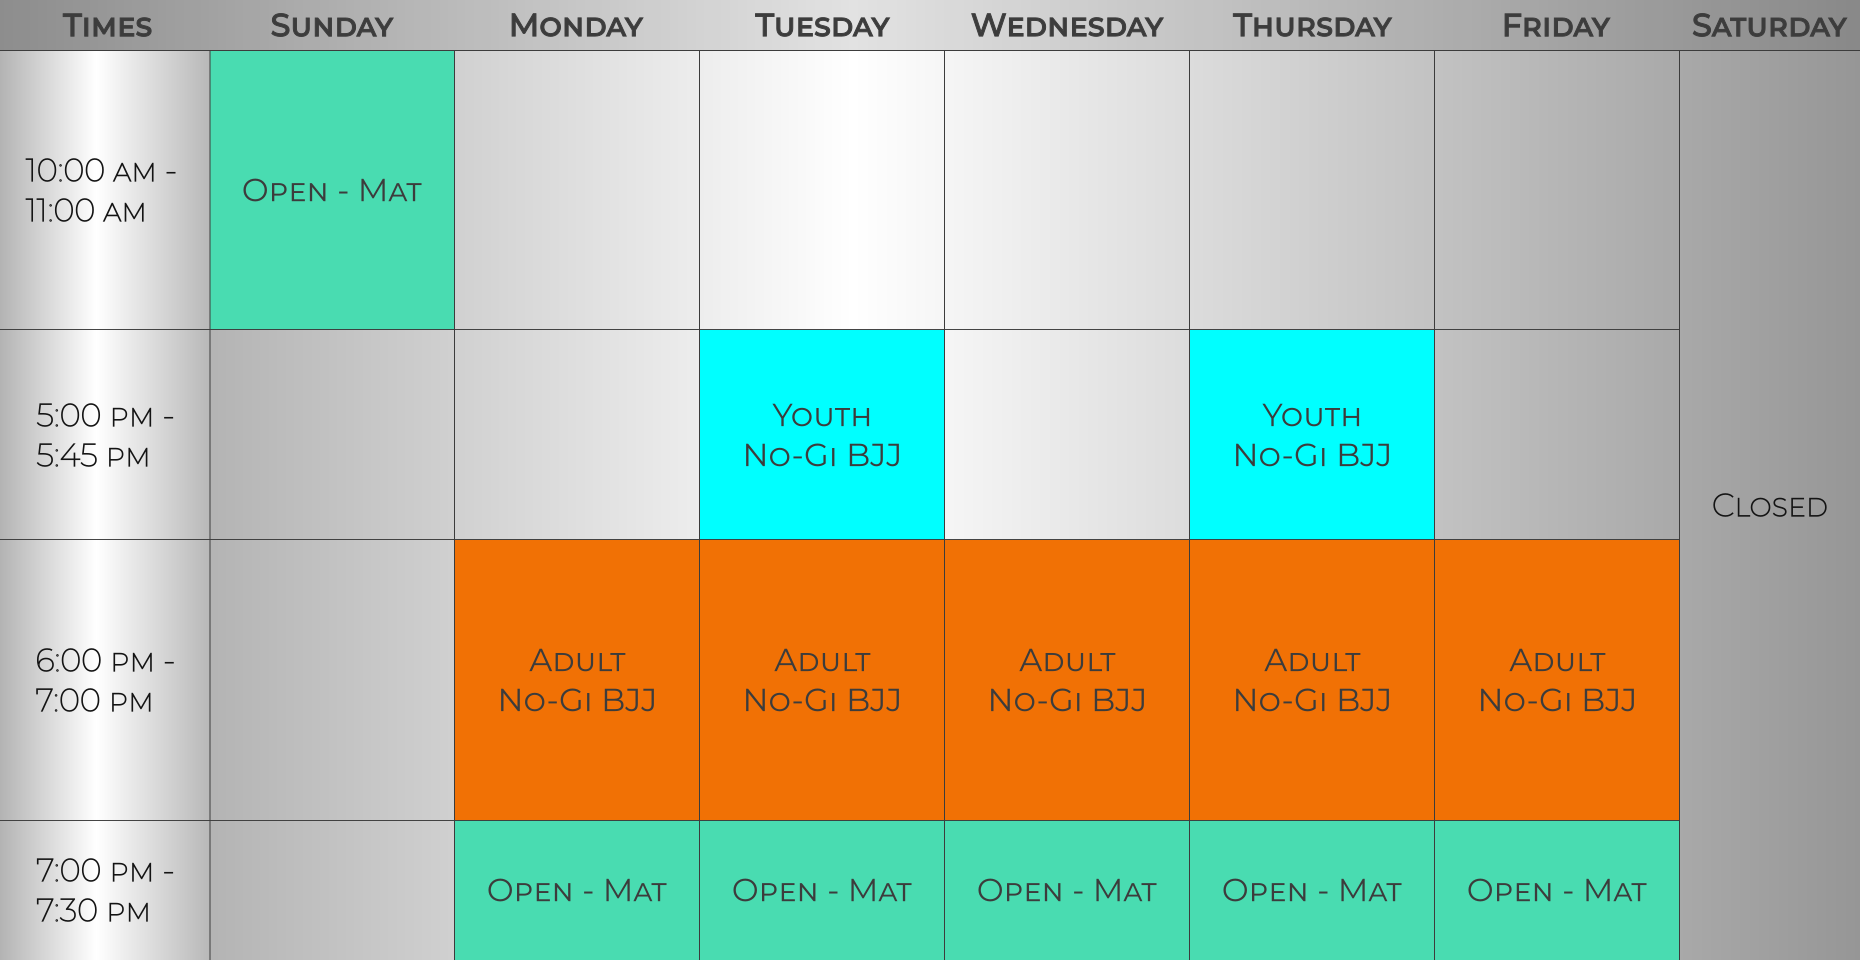 Times Sunday Monday Tuesday Wednesday Thursday Friday Saturday
10:00 am -
11:00 am
Open - Mat
5:00 pm -
5:45 pm
Youth
No-Gi BJJ
Youth
No-Gi BJJ
Closed
6:00 pm -
7:00 pm
Adult
No-Gi BJJ
Adult
No-Gi BJJ
Adult
No-Gi BJJ
Adult
No-Gi BJJ
Adult
No-Gi BJJ
7:00 pm -
7:30 pm
Open - Mat
Open - Mat
Open - Mat
Open - Mat
Open - Mat